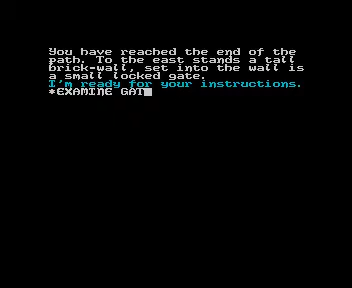 You have reached the end of the
path. To the east stands a tall
brick-wall, set into the wall is
a small locked gate.
I'm ready for your instructions.
*EXAMINE GAT